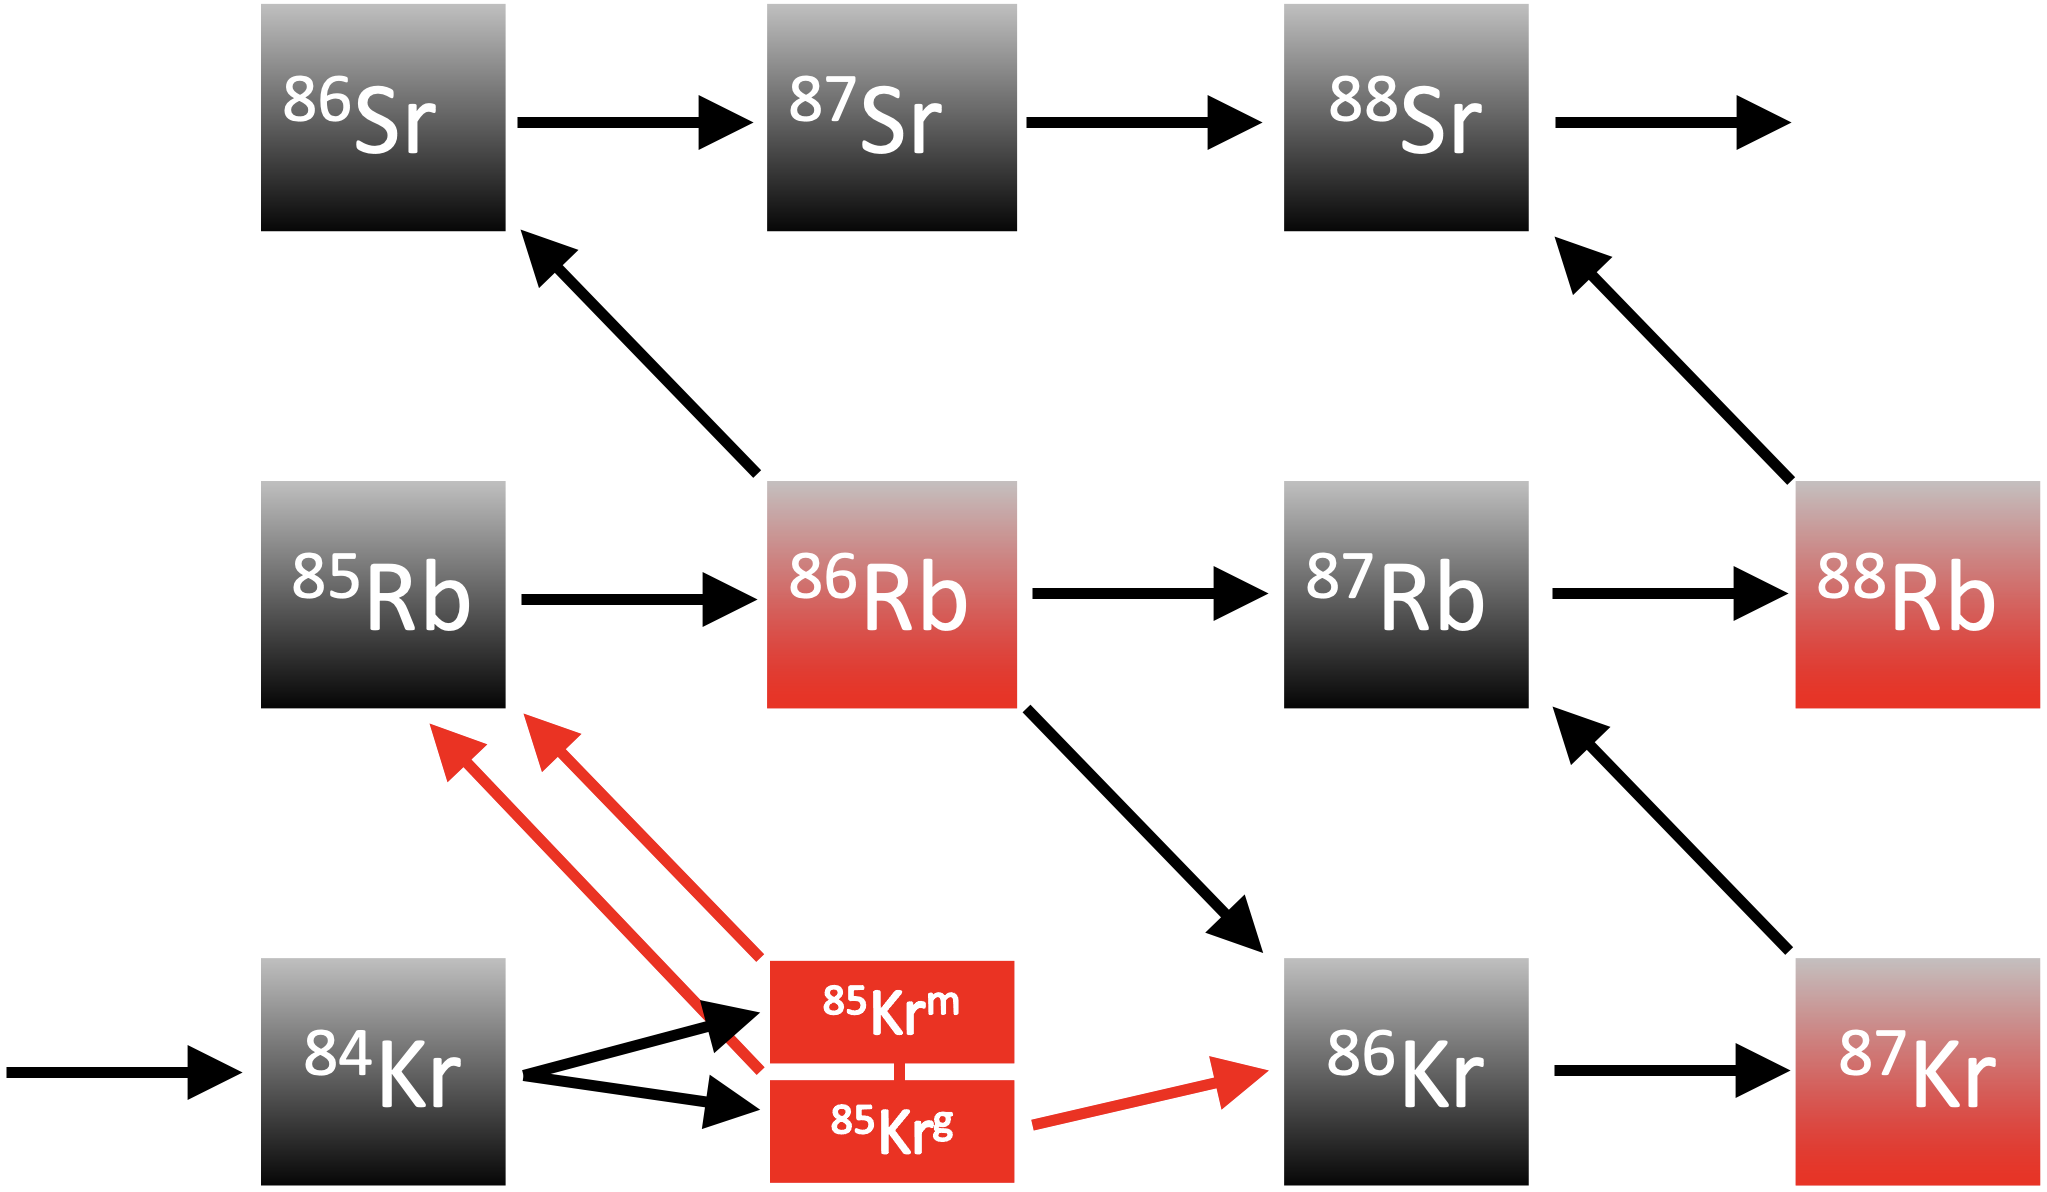 ⁸⁶Sr ⁸⁷Sr ⁸⁸Sr
⁸⁵Rb ⁸⁶Rb ⁸⁷Rb ⁸⁸Rb
⁸⁵Krᵐ
⁸⁴Kr ⁸⁶Kr ⁸⁷Kr
⁸⁵Krᵍ